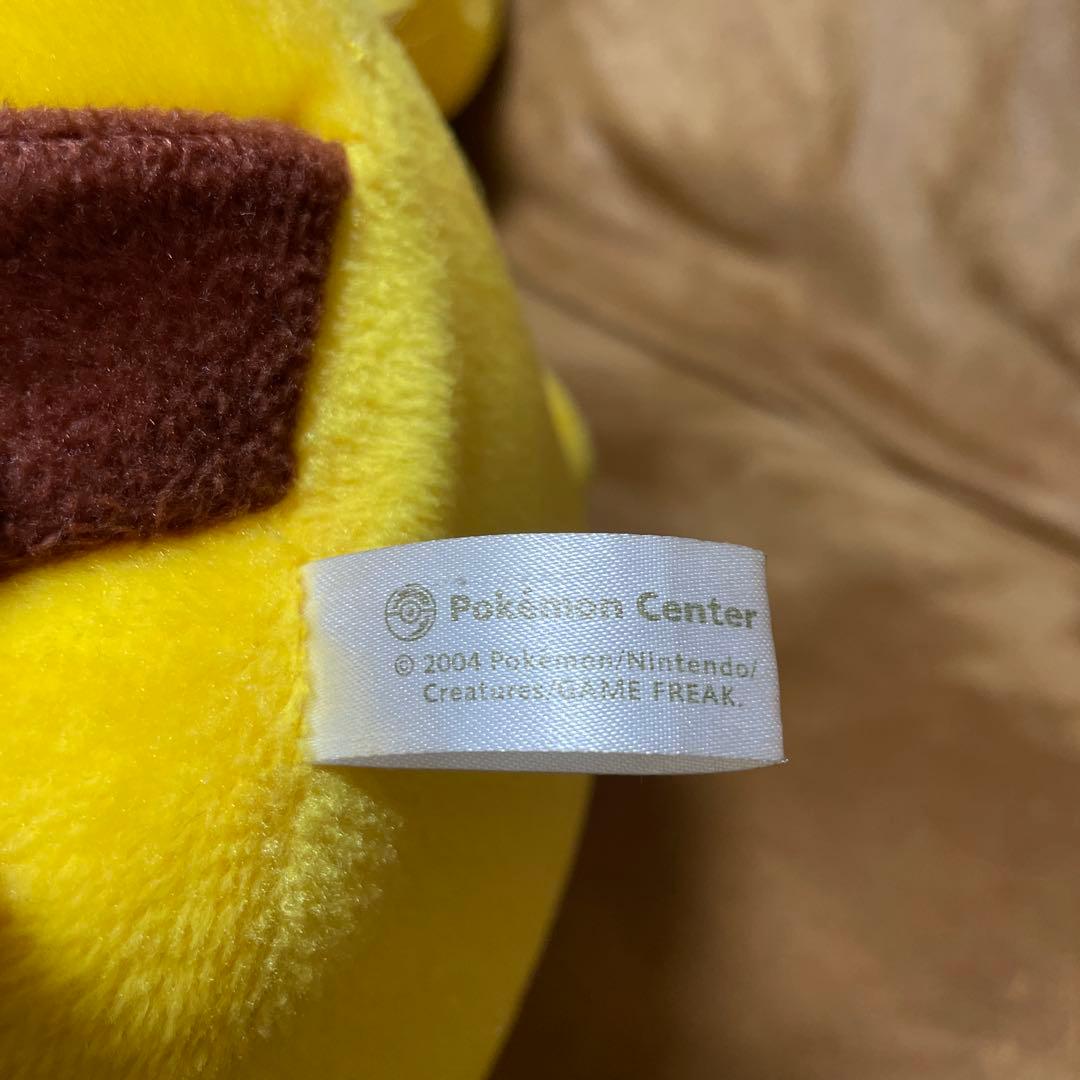 Pokémon Center
© 2004 Pokémon/Nintendo/
Creatures/GAME FREAK.